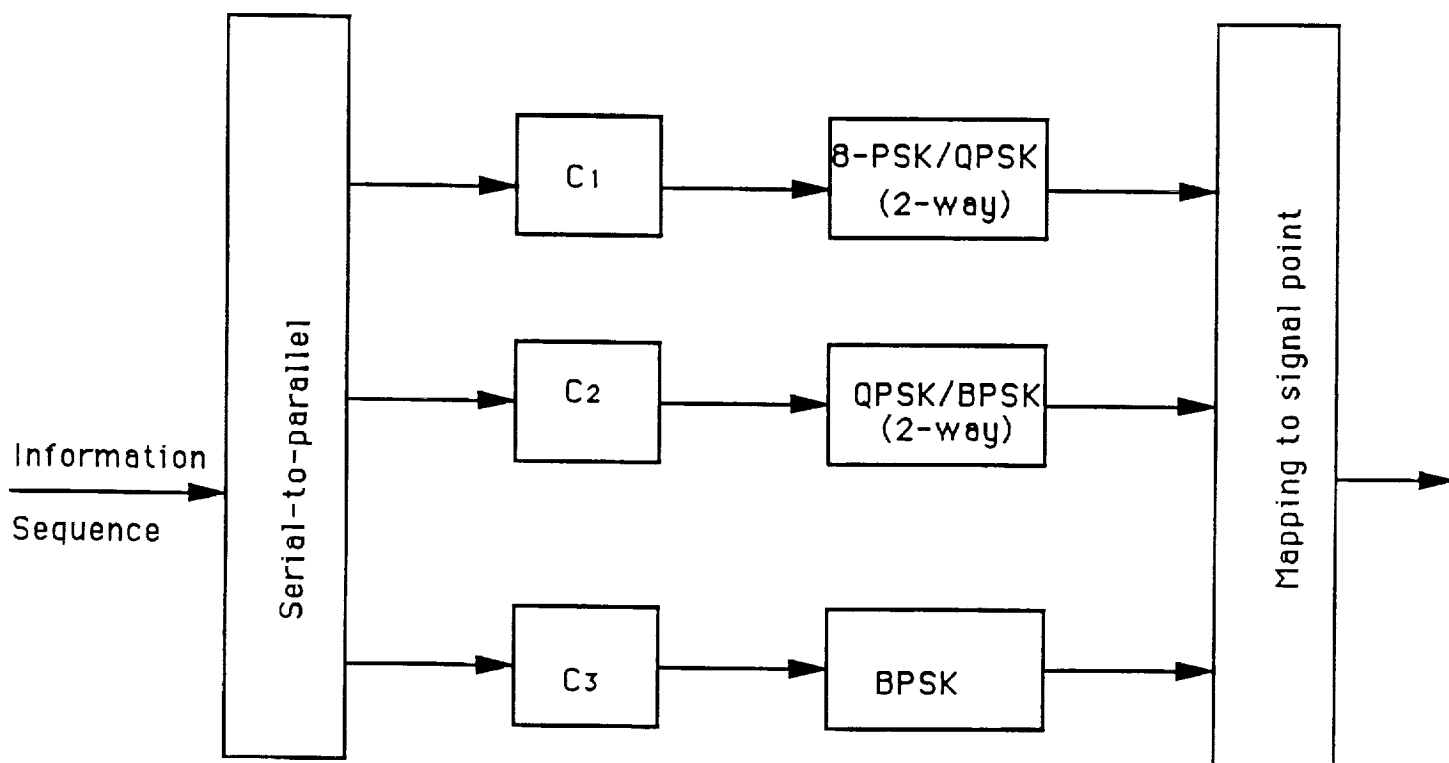 Information
Sequence
Serial-to-parallel
C1
8-PSK/QPSK
(2-way)
C2
QPSK/BPSK
(2-way)
C3
BPSK
Mapping to signal point